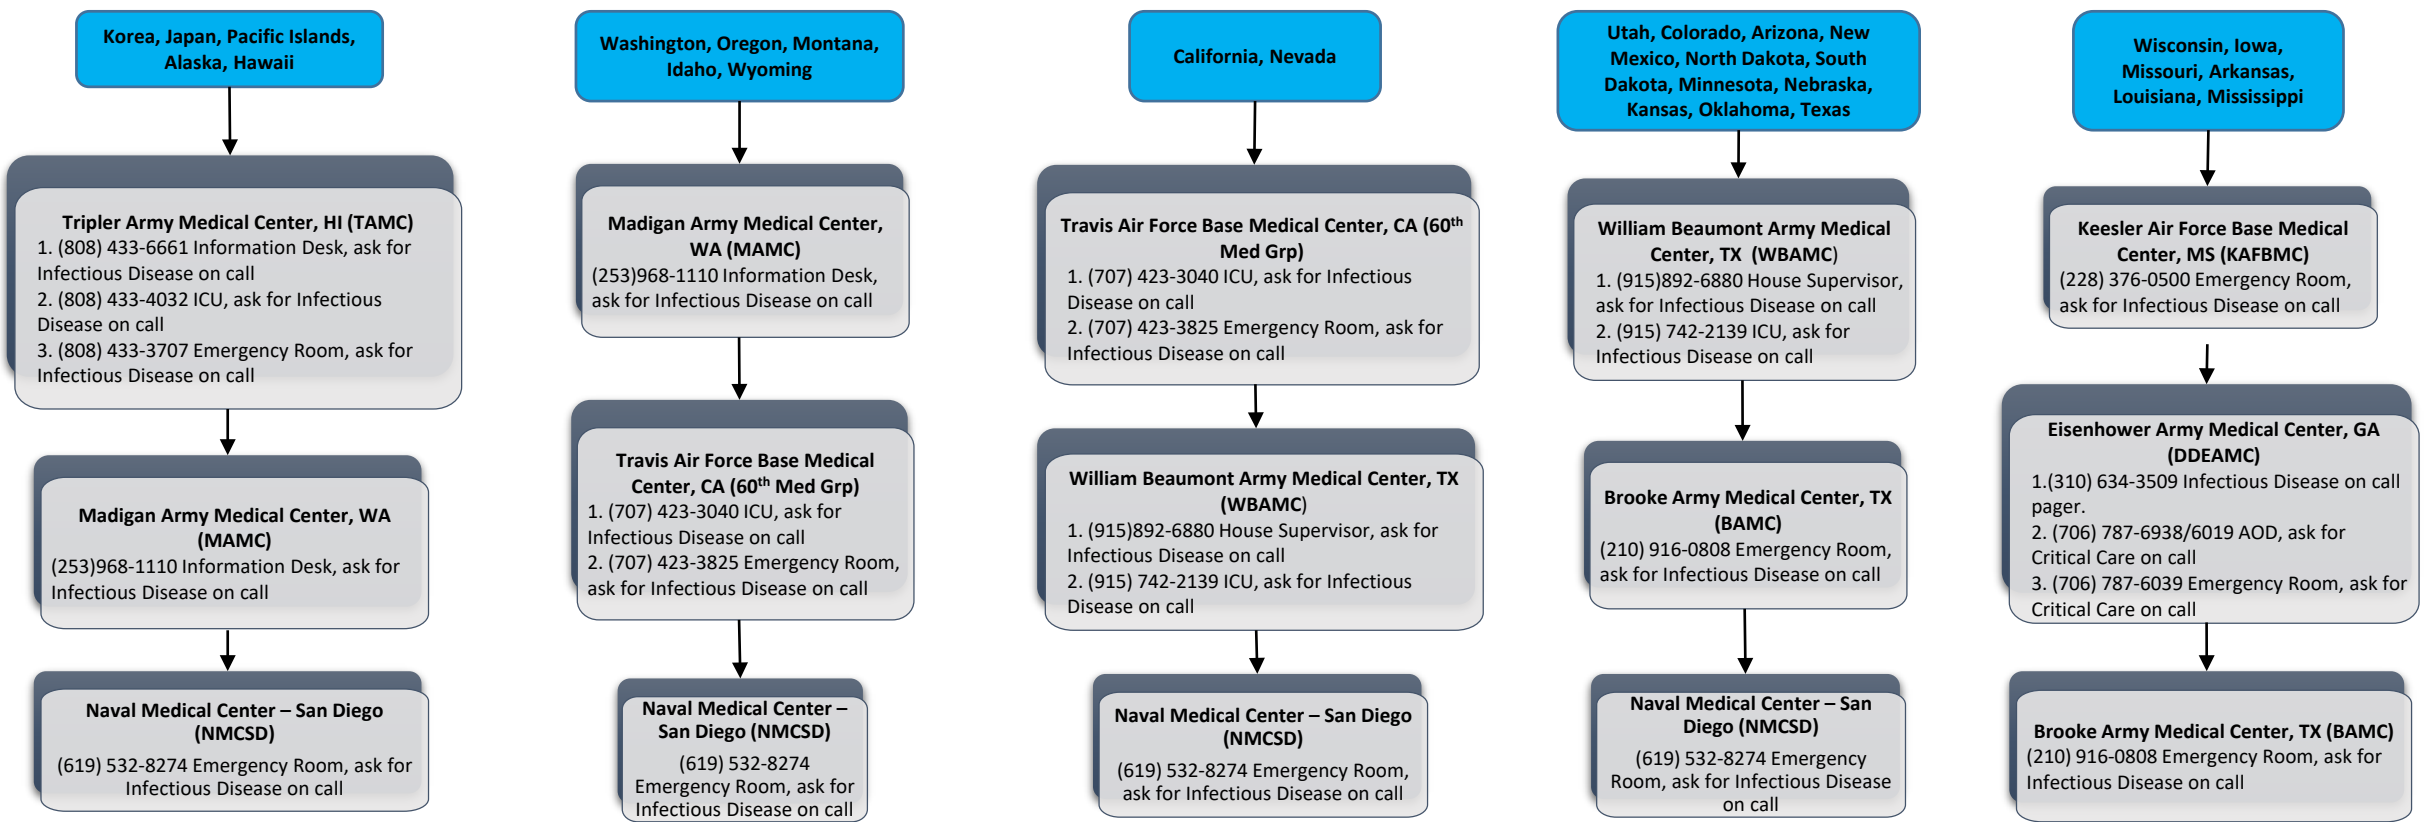 Korea, Japan, Pacific Islands,
Alaska, Hawaii
Tripler Army Medical Center, HI (TAMC)
1. (808) 433-6661 Information Desk, ask for
Infectious Disease on call
2. (808) 433-4032 ICU, ask for Infectious
Disease on call
3. (808) 433-3707 Emergency Room, ask for
Infectious Disease on call
Madigan Army Medical Center, WA
(MAMC)
(253)968-1110 Information Desk, ask for
Infectious Disease on call
Naval Medical Center – San Diego
(NMCSD)
(619) 532-8274 Emergency Room, ask for
Infectious Disease on call
Washington, Oregon, Montana,
Idaho, Wyoming
Madigan Army Medical Center,
WA (MAMC)
(253)968-1110 Information Desk,
ask for Infectious Disease on call
Travis Air Force Base Medical
Center, CA (60th Med Grp)
1. (707) 423-3040 ICU, ask for
Infectious Disease on call
2. (707) 423-3825 Emergency Room,
ask for Infectious Disease on call
Naval Medical Center –
San Diego (NMCSD)
(619) 532-8274
Emergency Room, ask for
Infectious Disease on call
California, Nevada
Travis Air Force Base Medical Center, CA (60th
Med Grp)
1. (707) 423-3040 ICU, ask for Infectious
Disease on call
2. (707) 423-3825 Emergency Room, ask for
Infectious Disease on call
William Beaumont Army Medical Center, TX
(WBAMC)
1. (915)892-6880 House Supervisor, ask for
Infectious Disease on call
2. (915) 742-2139 ICU, ask for Infectious
Disease on call
Naval Medical Center – San Diego
(NMCSD)
(619) 532-8274 Emergency Room,
ask for Infectious Disease on call
Utah, Colorado, Arizona, New
Mexico, North Dakota, South
Dakota, Minnesota, Nebraska,
Kansas, Oklahoma, Texas
William Beaumont Army Medical
Center, TX (WBAMC)
1. (915)892-6880 House Supervisor,
ask for Infectious Disease on call
2. (915) 742-2139 ICU, ask for
Infectious Disease on call
Brooke Army Medical Center, TX
(BAMC)
(210) 916-0808 Emergency Room,
ask for Infectious Disease on call
Naval Medical Center – San
Diego (NMCSD)
(619) 532-8274 Emergency
Room, ask for Infectious Disease
on call
Wisconsin, Iowa,
Missouri, Arkansas,
Louisiana, Mississippi
Keesler Air Force Base Medical
Center, MS (KAFBMC)
(228) 376-0500 Emergency Room,
ask for Infectious Disease on call
Eisenhower Army Medical Center, GA
(DDEAMC)
1.(310) 634-3509 Infectious Disease on call
pager.
2. (706) 787-6938/6019 AOD, ask for
Critical Care on call
3. (706) 787-6039 Emergency Room, ask for
Critical Care on call
Brooke Army Medical Center, TX (BAMC)
(210) 916-0808 Emergency Room, ask for
Infectious Disease on call